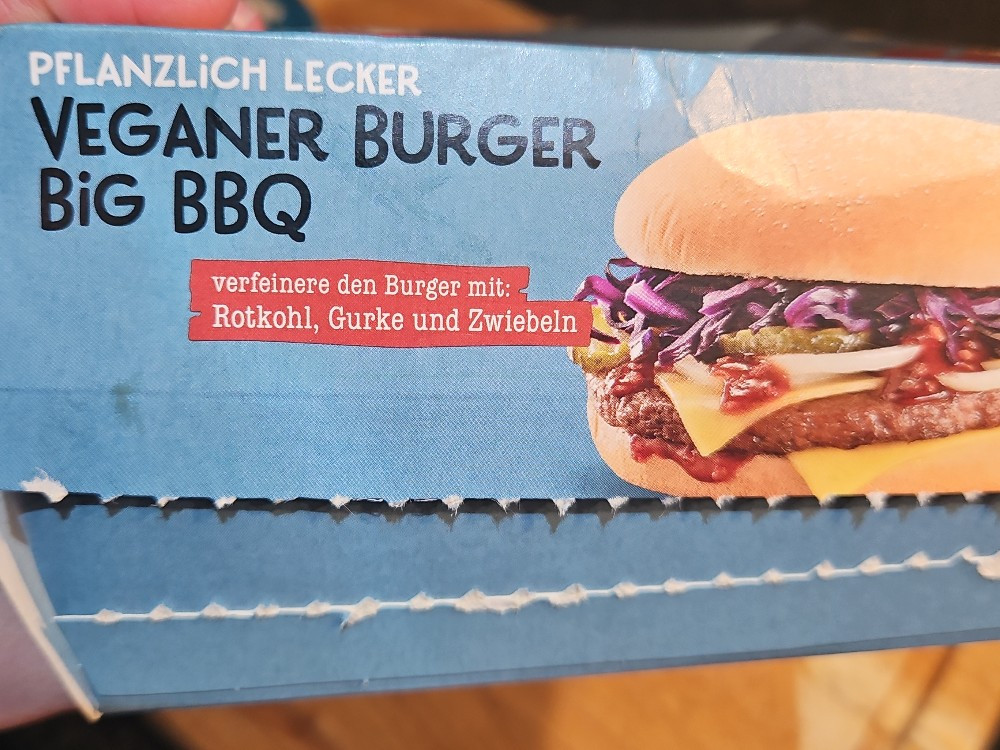 PFLANZLiCH LECKER
VEGANER BURGER
BiG BBQ
verfeinere den Burger mit:
Rotkohl, Gurke und Zwiebeln